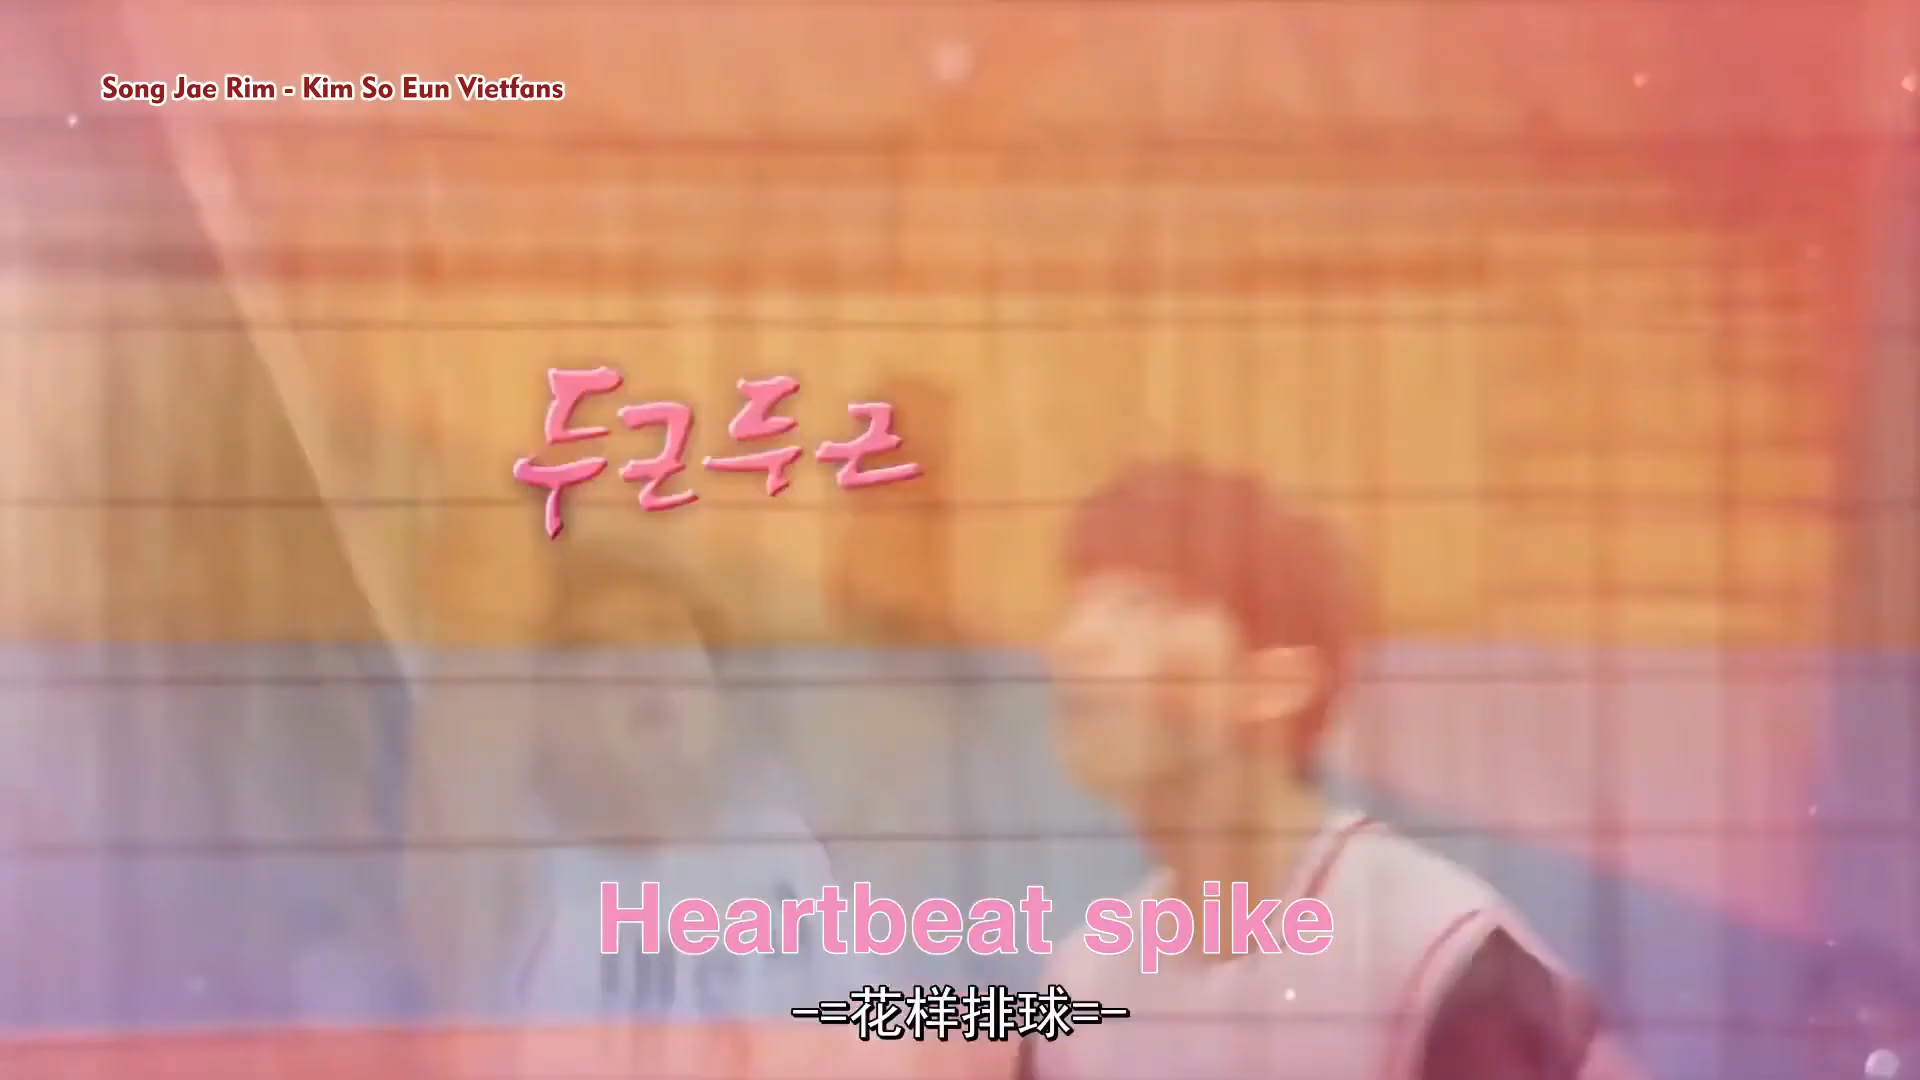 Song Jae Rim - Kim So Eun Vietfans
두근두근
Heartbeat spike
-=花样排球=-